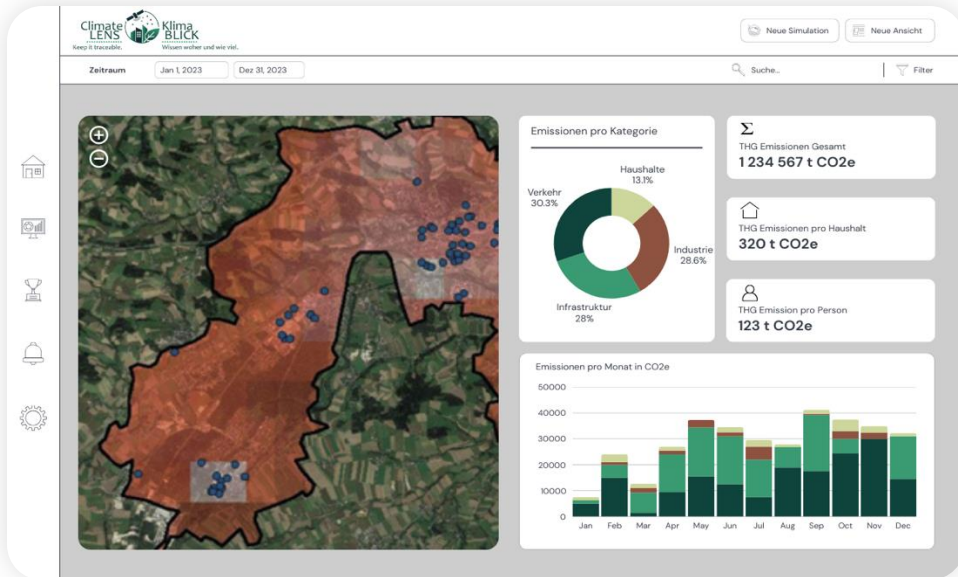 Climate
LENS
Keep it traceable.
Klima
BLICK
Wissen woher und wie viel.
Neue Simulation
Neue Ansicht
Zeitraum
Jan 1, 2023
Dez 31, 2023
Suche...
Filter
Emissionen pro Kategorie
Haushalte
13.1%
Verkehr
30.3%
Industrie
28.6%
Infrastruktur
28%
Σ
THG Emissionen Gesamt
1 234 567 t CO2e
THG Emissionen pro Haushalt
320 t CO2e
THG Emission pro Person
123 t CO2e
Emissionen pro Monat in CO2e
50000
40000
30000
20000
10000
0
Jan Feb Mar Apr May Jun Jul Aug Sep Oct Nov Dec